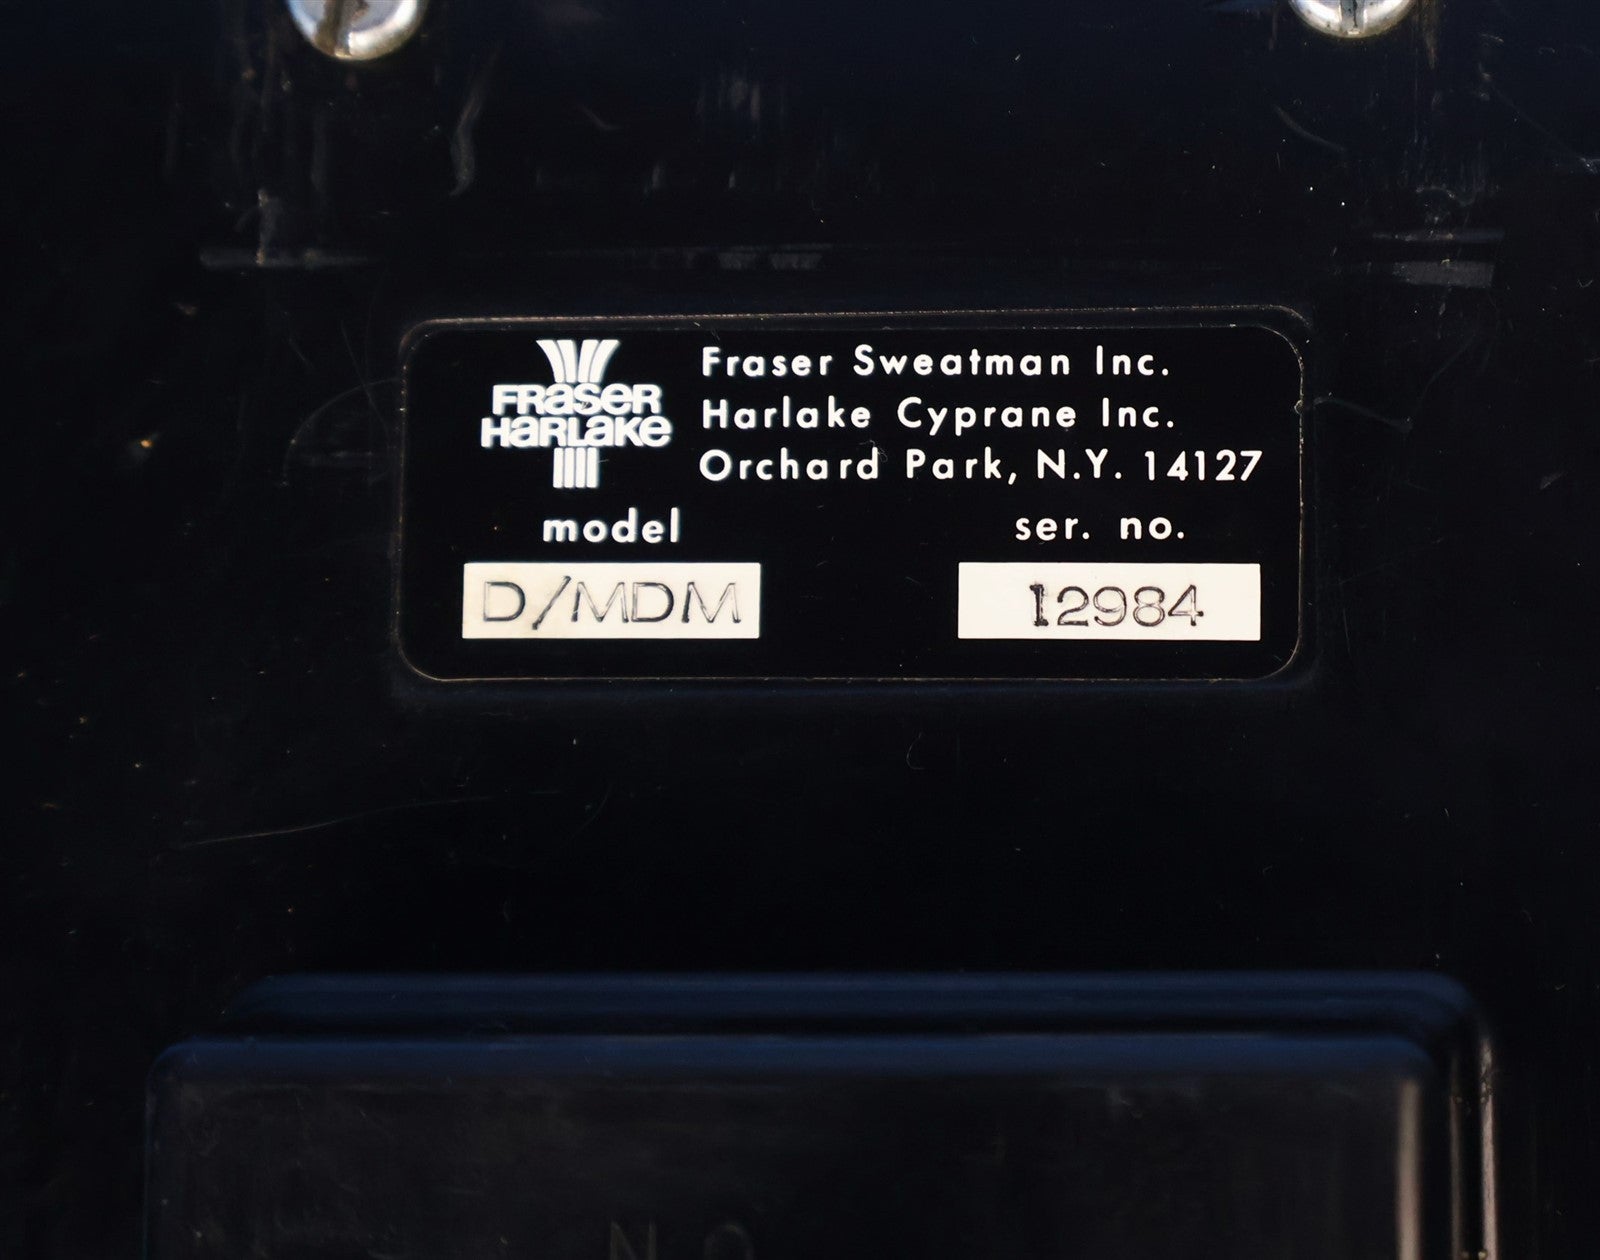 FRaseR
HaRLake
Fraser Sweatman Inc.
Harlake Cyprane Inc.
Orchard Park, N.Y. 14127
model
ser. no.
D/MDM
12984